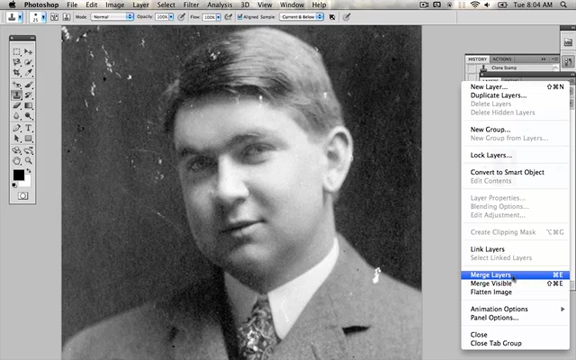 Photoshop File Edit Image Layer Select Filter Analysis 3D View Window Help Tue 8:04 AM
Mode: Normal Opacity: 100% Flow: 100% Aligned Sample: Current & Below
HISTORY ACTIONS
Clone Stamp
New Layer... ⇧⌘N
Duplicate Layers...
Delete Layers
Delete Hidden Layers
New Group...
New Group from Layers...
Lock Layers...
Convert to Smart Object
Edit Contents
Layer Properties...
Blending Options...
Edit Adjustment...
Create Clipping Mask ⌥⌘G
Link Layers
Select Linked Layers
Merge Layers ⌘E
Merge Visible ⇧⌘E
Flatten Image
Animation Options
Panel Options...
Close
Close Tab Group